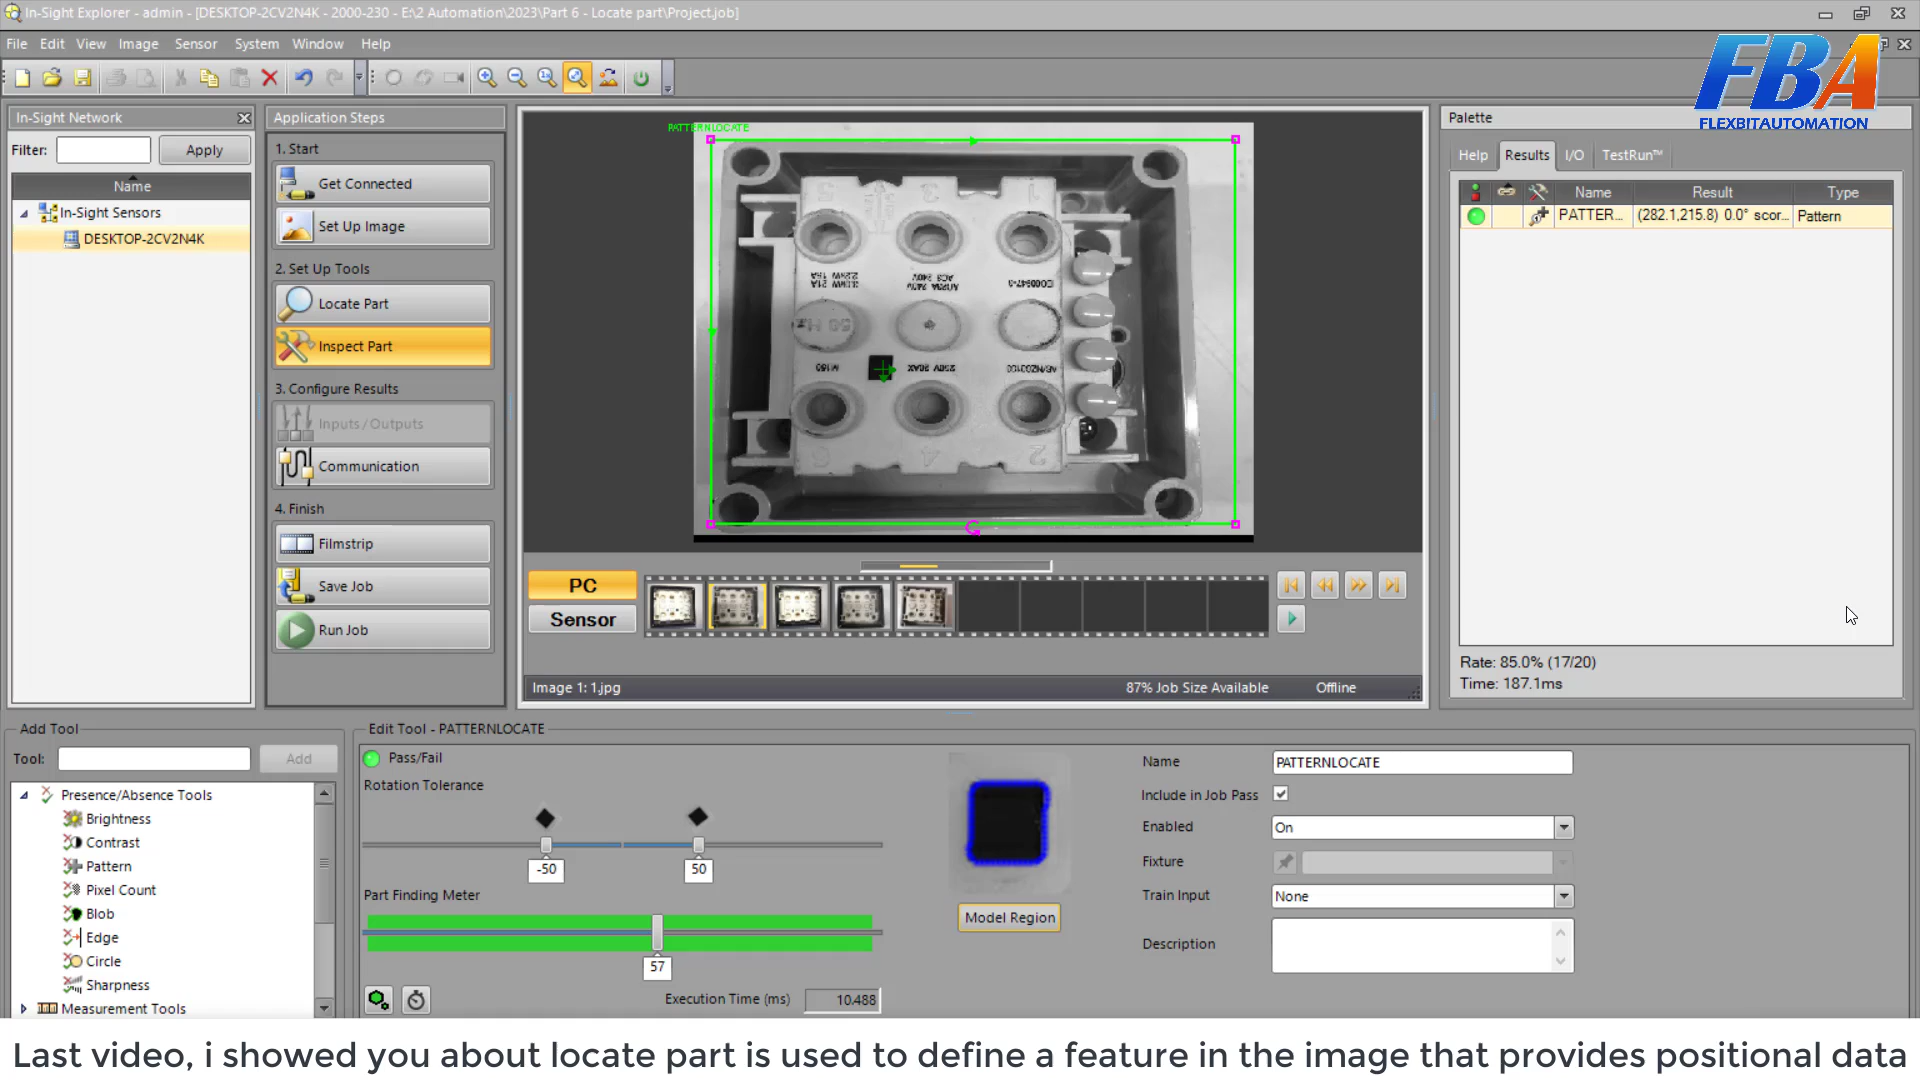 In-Sight Explorer - admin - [DESKTOP-2CV2N4K - 2000-230 - E:\2 Automation\2023\Part 6 - Locate part\Project.job]
File Edit View Image Sensor System Window Help
FBA
FLEXBITAUTOMATION
In-Sight Network
Filter: Apply
Name
In-Sight Sensors
DESKTOP-2CV2N4K
Application Steps
1. Start
Get Connected
Set Up Image
2. Set Up Tools
Locate Part
Inspect Part
3. Configure Results
Inputs/Outputs
Communication
4. Finish
Filmstrip
Save Job
Run Job
PATTERNLOCATE
5 3 1
50 Hz
M160
6 4 2
PC
Sensor
Image 1: 1.jpg 87% Job Size Available Offline
Palette
Help Results I/O TestRun™
Name Result Type
PATTER... (282.1,215.8) 0.0° scor... Pattern
Rate: 85.0% (17/20)
Time: 187.1ms
Add Tool
Tool: Add
Presence/Absence Tools
Brightness
Contrast
Pattern
Pixel Count
Blob
Edge
Circle
Sharpness
Measurement Tools
Edit Tool - PATTERNLOCATE
Pass/Fail
Rotation Tolerance
-50 50
Part Finding Meter
57
Execution Time (ms) 10.488
Model Region
Name PATTERNLOCATE
Include in Job Pass
Enabled On
Fixture
Train Input None
Description
Last video, i showed you about locate part is used to define a feature in the image that provides positional data